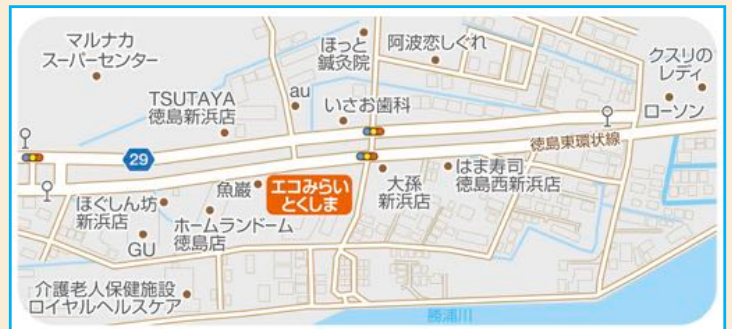 マルナカ
スーパーセンター
ほっと
鍼灸院
阿波恋しぐれ
クスリの
レディ
TSUTAYA
徳島新浜店
au
いさお歯科
ローソン
徳島東環状線
29
魚巌
エコみらい
とくしま
大孫
新浜店
はま寿司
徳島西新浜店
ほぐしん坊
新浜店
ホームランドーム
徳島店
GU
介護老人保健施設
ロイヤルヘルスケア
勝浦川